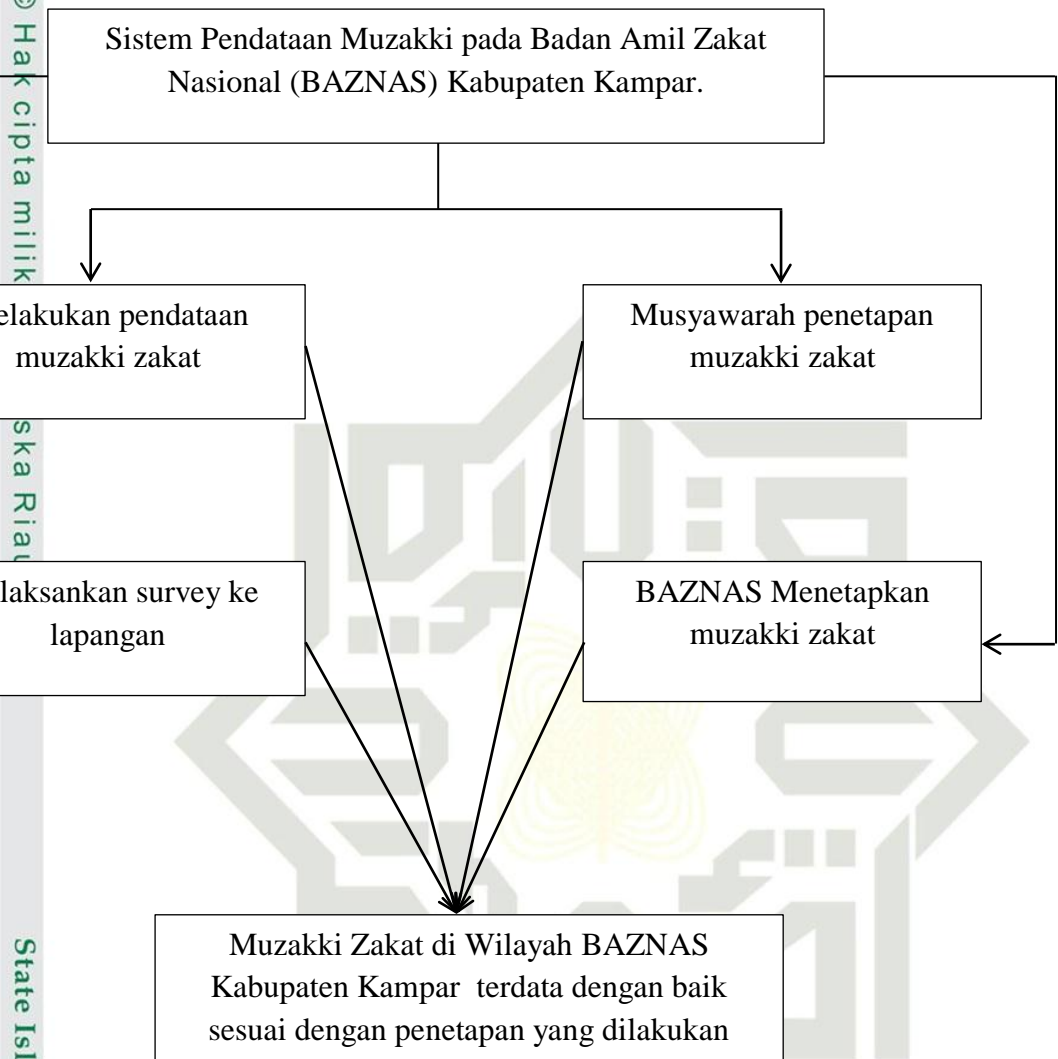 Sistem Pendataan Muzakki pada Badan Amil Zakat
Nasional (BAZNAS) Kabupaten Kampar.
elakukan pendataan
muzakki zakat
Musyawarah penetapan
muzakki zakat
laksankan survey ke
lapangan
BAZNAS Menetapkan
muzakki zakat
Muzakki Zakat di Wilayah BAZNAS
Kabupaten Kampar terdata dengan baik
sesuai dengan penetapan yang dilakukan
© Hak cipta milik
ska Riau
State Isl